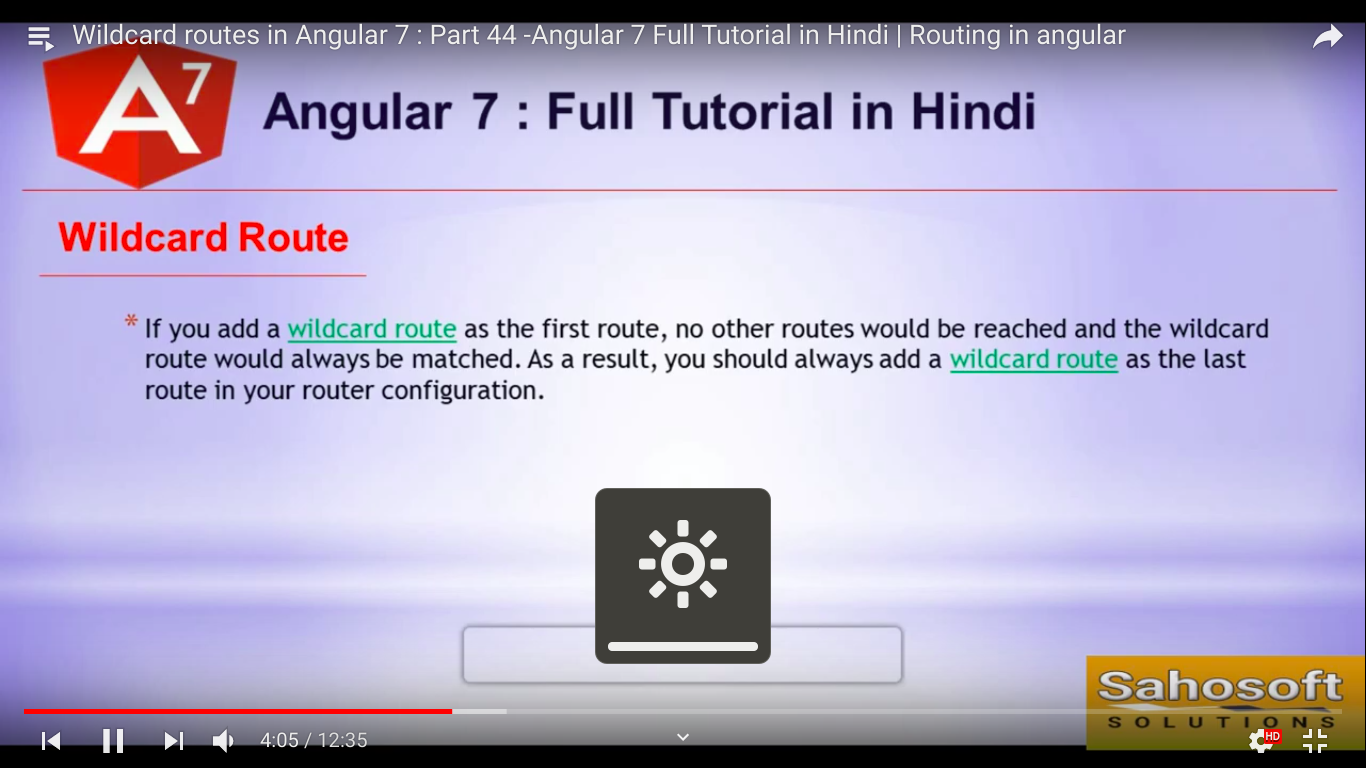 Wildcard routes in Angular 7 : Part 44 -Angular 7 Full Tutorial in Hindi | Routing in angular
A7
Angular 7 : Full Tutorial in Hindi
Wildcard Route
* If you add a wildcard route as the first route, no other routes would be reached and the wildcard
route would always be matched. As a result, you should always add a wildcard route as the last
route in your router configuration.
Sahosoft
SOLUTIONS
4:05 / 12:35
HD